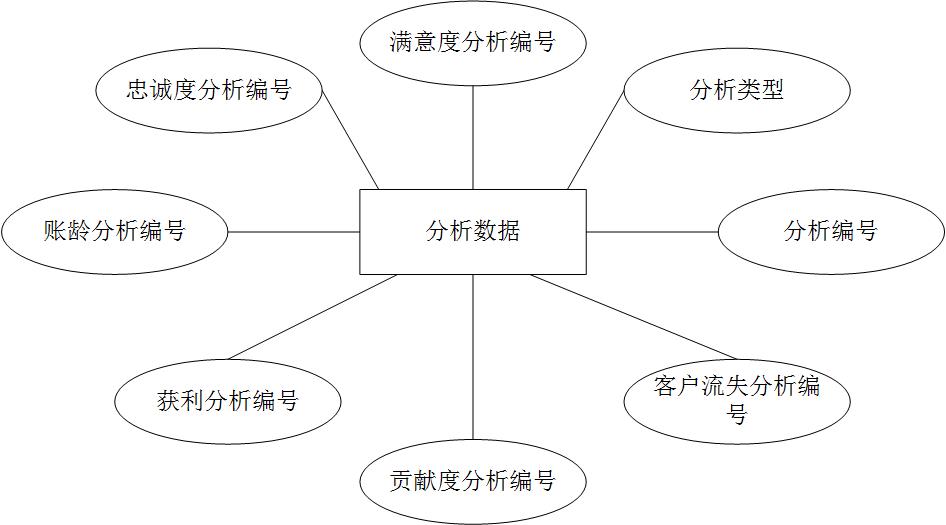 满意度分析编号
忠诚度分析编号
分析类型
账龄分析编号
分析数据
分析编号
获利分析编号
客户流失分析编
号
贡献度分析编号